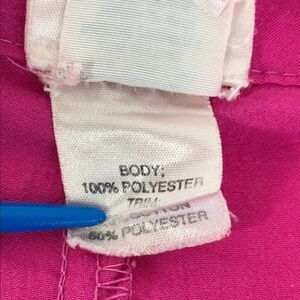 BODY;
100% POLYESTER
TRIM:
COTTON
60% POLYESTER